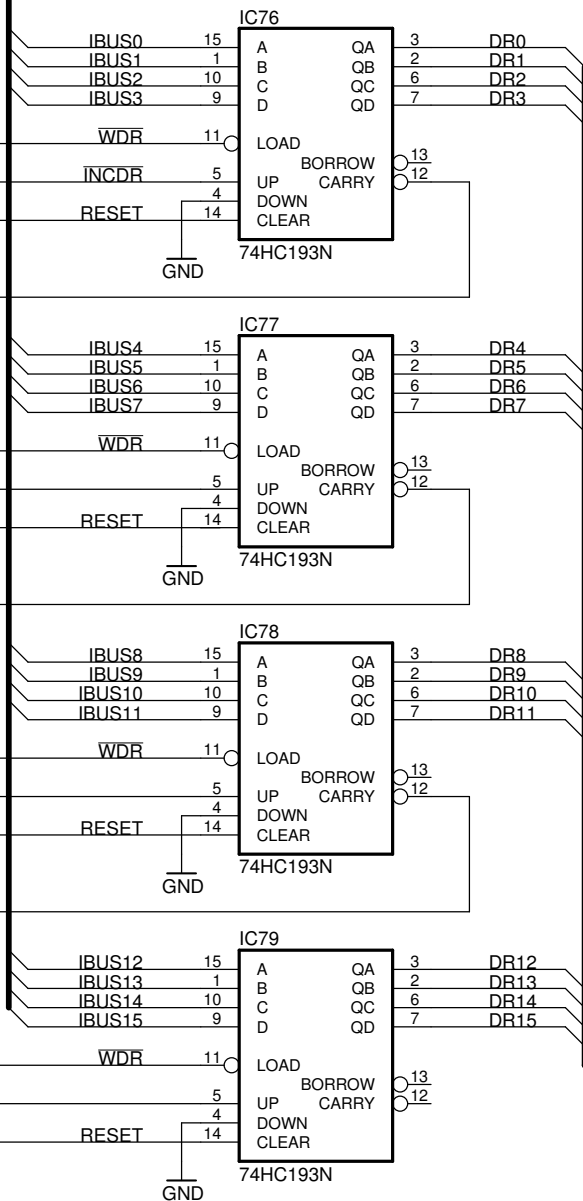 IC76
IBUS0 15 A QA 3 DR0
IBUS1 1 B QB 2 DR1
IBUS2 10 C QC 6 DR2
IBUS3 9 D QD 7 DR3
WDR 11 LOAD
BORROW 13
INCDR 5 UP CARRY 12
4 DOWN
RESET 14 CLEAR
74HC193N
GND
IC77
IBUS4 15 A QA 3 DR4
IBUS5 1 B QB 2 DR5
IBUS6 10 C QC 6 DR6
IBUS7 9 D QD 7 DR7
WDR 11 LOAD
BORROW 13
5 UP CARRY 12
4 DOWN
RESET 14 CLEAR
74HC193N
GND
IC78
IBUS8 15 A QA 3 DR8
IBUS9 1 B QB 2 DR9
IBUS10 10 C QC 6 DR10
IBUS11 9 D QD 7 DR11
WDR 11 LOAD
BORROW 13
5 UP CARRY 12
4 DOWN
RESET 14 CLEAR
74HC193N
GND
IC79
IBUS12 15 A QA 3 DR12
IBUS13 1 B QB 2 DR13
IBUS14 10 C QC 6 DR14
IBUS15 9 D QD 7 DR15
WDR 11 LOAD
BORROW 13
5 UP CARRY 12
4 DOWN
RESET 14 CLEAR
74HC193N
GND